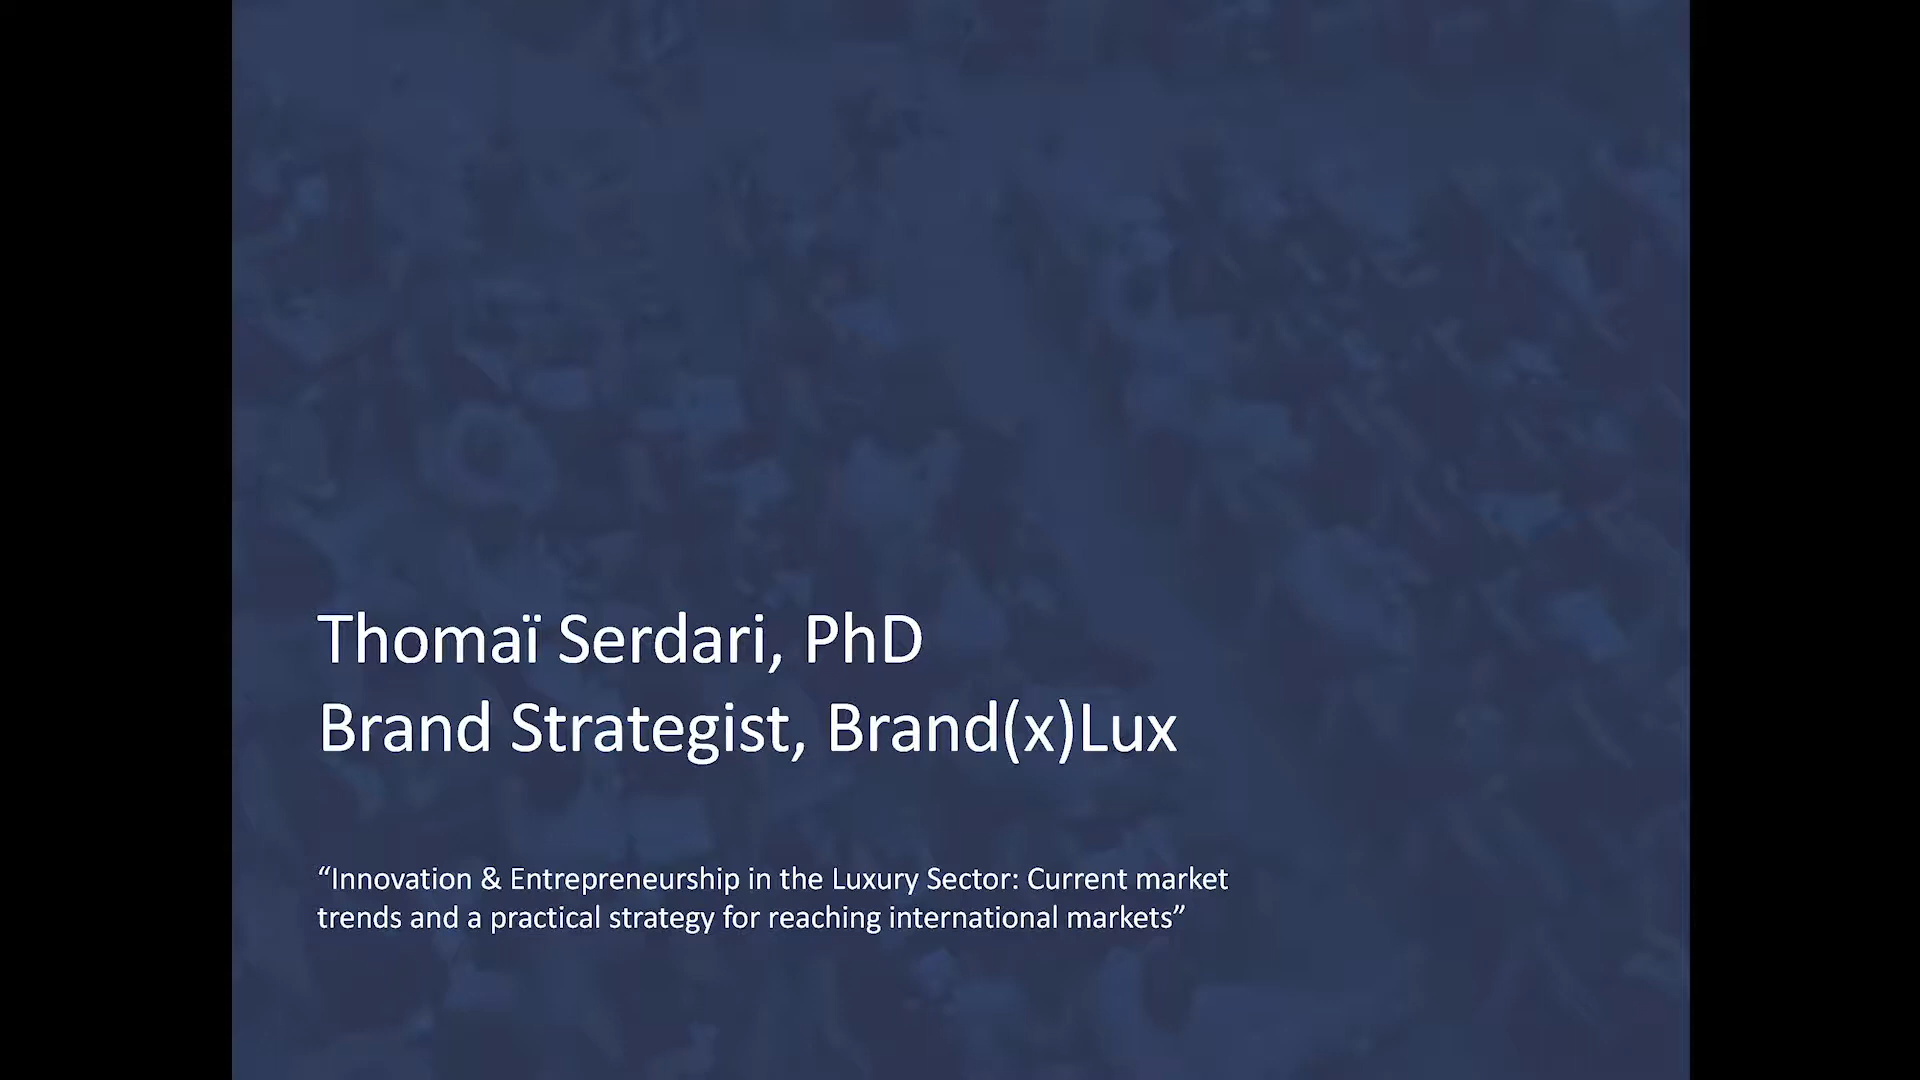 Thomaï Serdari, PhD
Brand Strategist, Brand(x)Lux
“Innovation & Entrepreneurship in the Luxury Sector: Current market
trends and a practical strategy for reaching international markets”